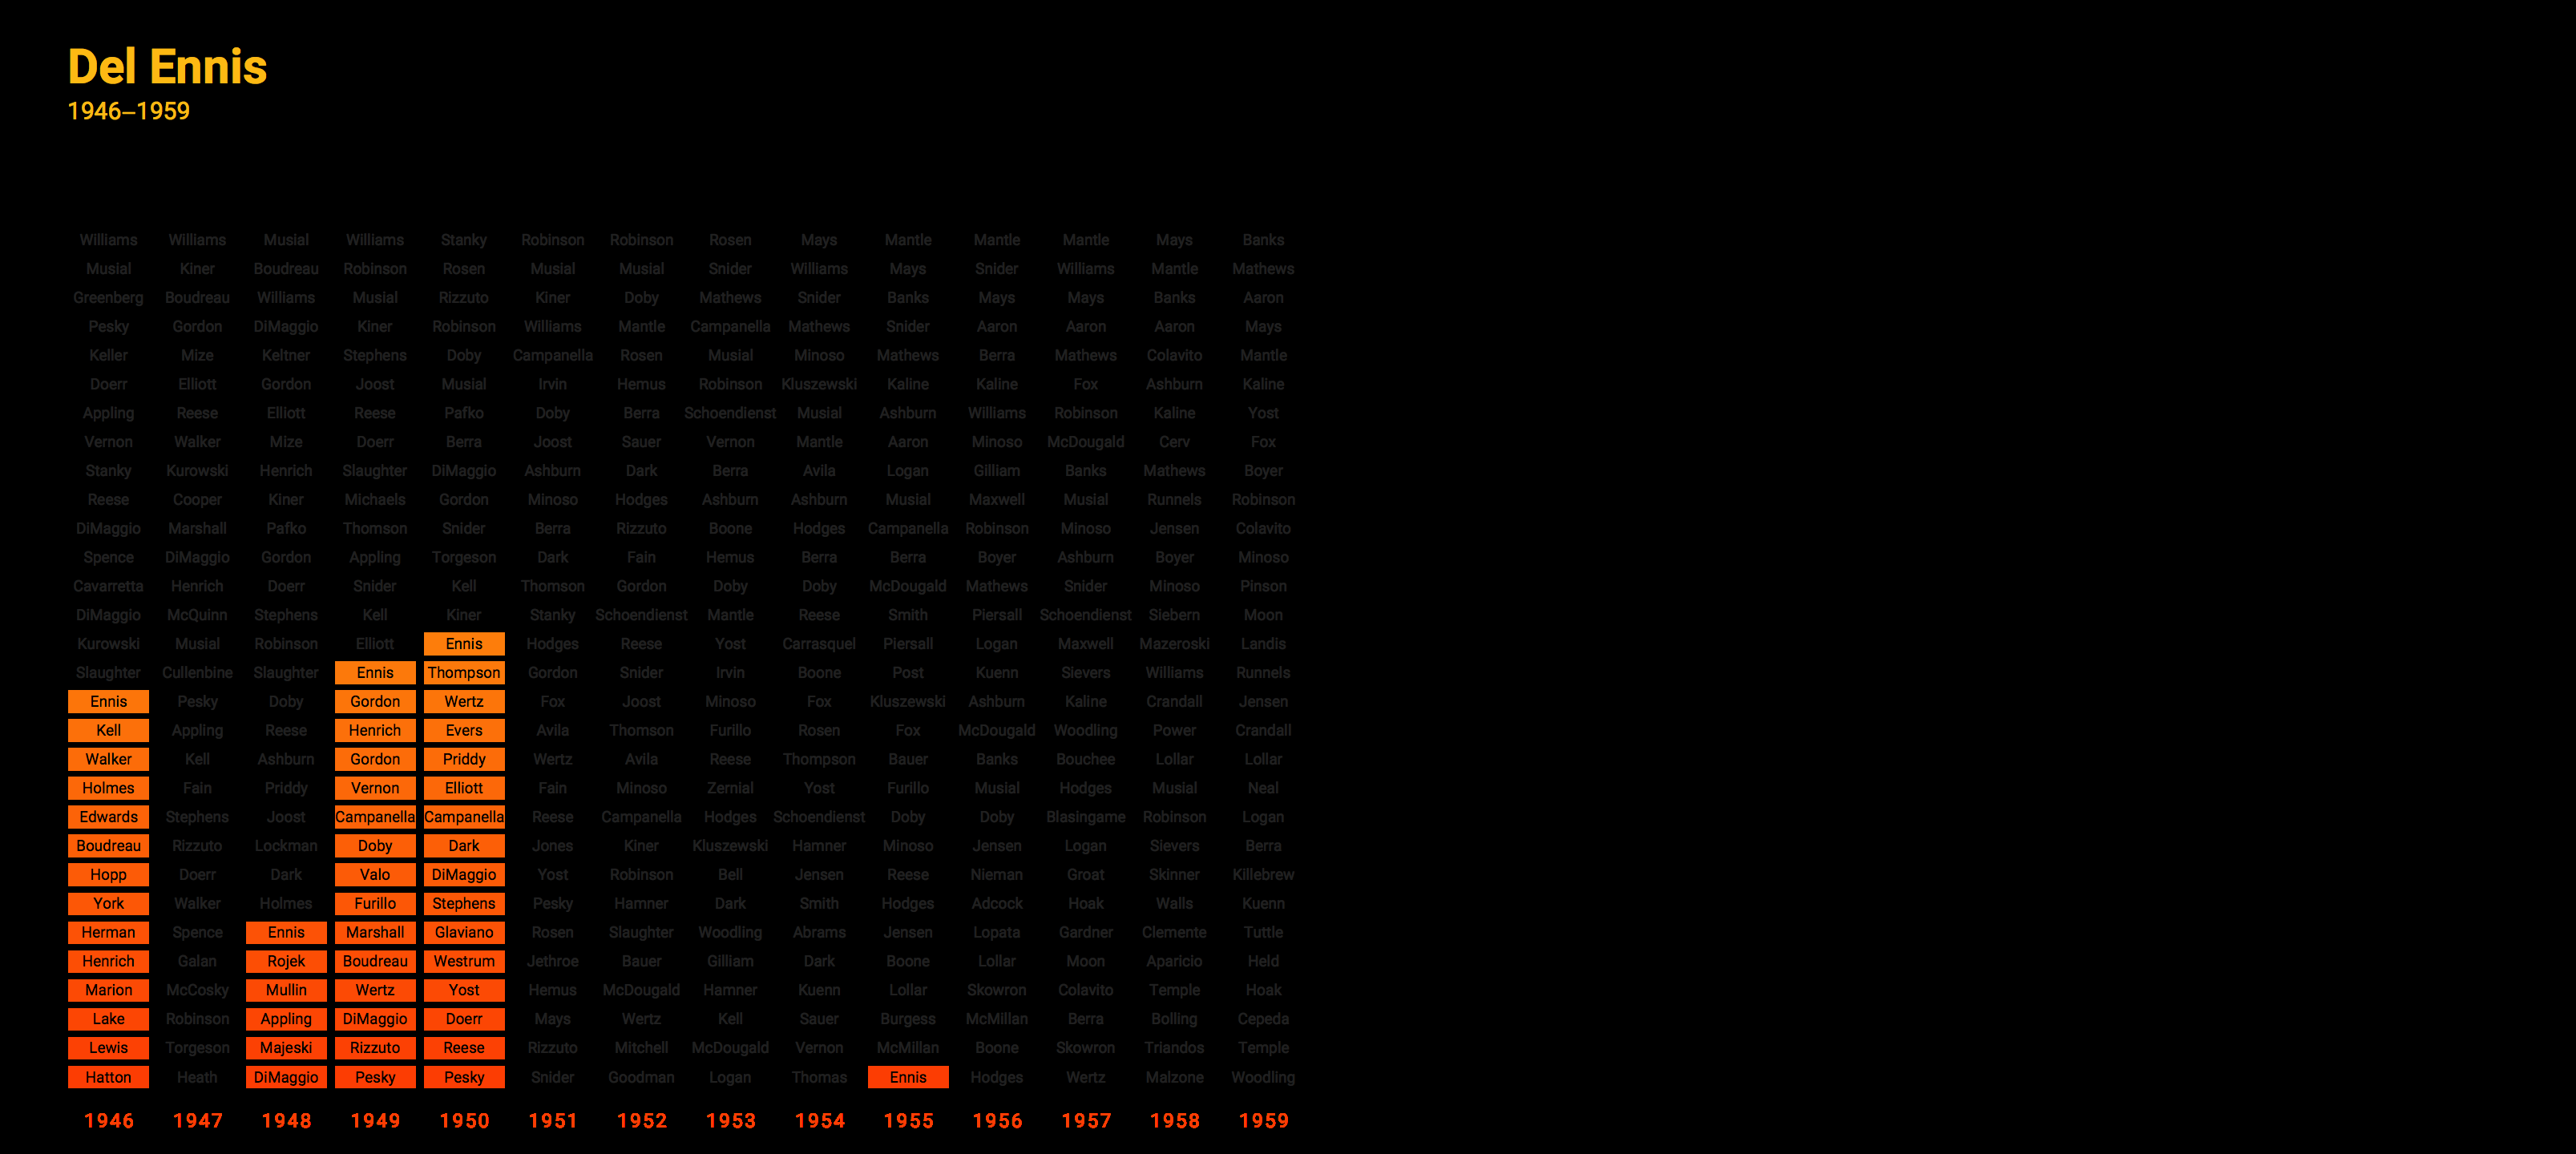 Del Ennis
1946–1959
Williams Williams Musial Williams Stanky Robinson Robinson Rosen Mays Mantle Mantle Mantle Mays Banks
Musial Kiner Boudreau Robinson Rosen Musial Musial Snider Williams Mays Snider Williams Mantle Mathews
Greenberg Boudreau Williams Musial Rizzuto Kiner Doby Mathews Snider Banks Mays Mays Banks Aaron
Pesky Gordon DiMaggio Kiner Robinson Williams Mantle Campanella Mathews Snider Aaron Aaron Aaron Mays
Keller Mize Keltner Stephens Doby Campanella Rosen Musial Minoso Mathews Berra Mathews Colavito Mantle
Doerr Elliott Gordon Joost Musial Irvin Hemus Robinson Kluszewski Kaline Kaline Fox Ashburn Kaline
Appling Reese Elliott Reese Pafko Doby Berra Schoendienst Musial Ashburn Williams Robinson Kaline Yost
Vernon Walker Mize Doerr Berra Joost Sauer Vernon Mantle Aaron Minoso McDougald Cerv Fox
Stanky Kurowski Henrich Slaughter DiMaggio Ashburn Dark Berra Avila Logan Gilliam Banks Mathews Boyer
Reese Cooper Kiner Michaels Gordon Minoso Hodges Ashburn Ashburn Musial Maxwell Musial Runnels Robinson
DiMaggio Marshall Pafko Thomson Snider Berra Rizzuto Boone Hodges Campanella Robinson Minoso Jensen Colavito
Spence DiMaggio Gordon Appling Torgeson Dark Fain Hemus Berra Berra Boyer Ashburn Boyer Minoso
Cavarretta Henrich Doerr Snider Kell Thomson Gordon Doby Doby McDougald Mathews Snider Minoso Pinson
DiMaggio McQuinn Stephens Kell Kiner Stanky Schoendienst Mantle Reese Smith Piersall Schoendienst Siebern Moon
Kurowski Musial Robinson Elliott Ennis Hodges Reese Yost Carrasquel Piersall Logan Maxwell Mazeroski Landis
Slaughter Cullenbine Slaughter Ennis Thompson Gordon Snider Irvin Boone Post Kuenn Sievers Williams Runnels
Ennis Pesky Doby Gordon Wertz Fox Joost Minoso Fox Kluszewski Ashburn Kaline Crandall Jensen
Kell Appling Reese Henrich Evers Avila Thomson Furillo Rosen Fox McDougald Woodling Power Crandall
Walker Kell Ashburn Gordon Priddy Wertz Avila Reese Thompson Bauer Banks Bouchee Lollar Lollar
Holmes Fain Priddy Vernon Elliott Fain Minoso Zernial Yost Furillo Musial Hodges Musial Neal
Edwards Stephens Joost Campanella Campanella Reese Campanella Hodges Schoendienst Doby Doby Blasingame Robinson Logan
Boudreau Rizzuto Lockman Doby Dark Jones Kiner Kluszewski Hamner Minoso Jensen Logan Sievers Berra
Hopp Doerr Dark Valo DiMaggio Yost Robinson Bell Jensen Reese Nieman Groat Skinner Killebrew
York Walker Holmes Furillo Stephens Pesky Hamner Dark Smith Hodges Adcock Hoak Walls Kuenn
Herman Spence Ennis Marshall Glaviano Rosen Slaughter Woodling Abrams Jensen Lopata Gardner Clemente Tuttle
Henrich Galan Rojek Boudreau Westrum Jethroe Bauer Gilliam Dark Boone Lollar Moon Aparicio Held
Marion McCosky Mullin Wertz Yost Hemus McDougald Hamner Kuenn Lollar Skowron Colavito Temple Hoak
Lake Robinson Appling DiMaggio Doerr Mays Wertz Kell Sauer Burgess McMillan Berra Bolling Cepeda
Lewis Torgeson Majeski Rizzuto Reese Rizzuto Mitchell McDougald Vernon McMillan Boone Skowron Triandos Temple
Hatton Heath DiMaggio Pesky Pesky Snider Goodman Logan Thomas Ennis Hodges Wertz Malzone Woodling
1946 1947 1948 1949 1950 1951 1952 1953 1954 1955 1956 1957 1958 1959